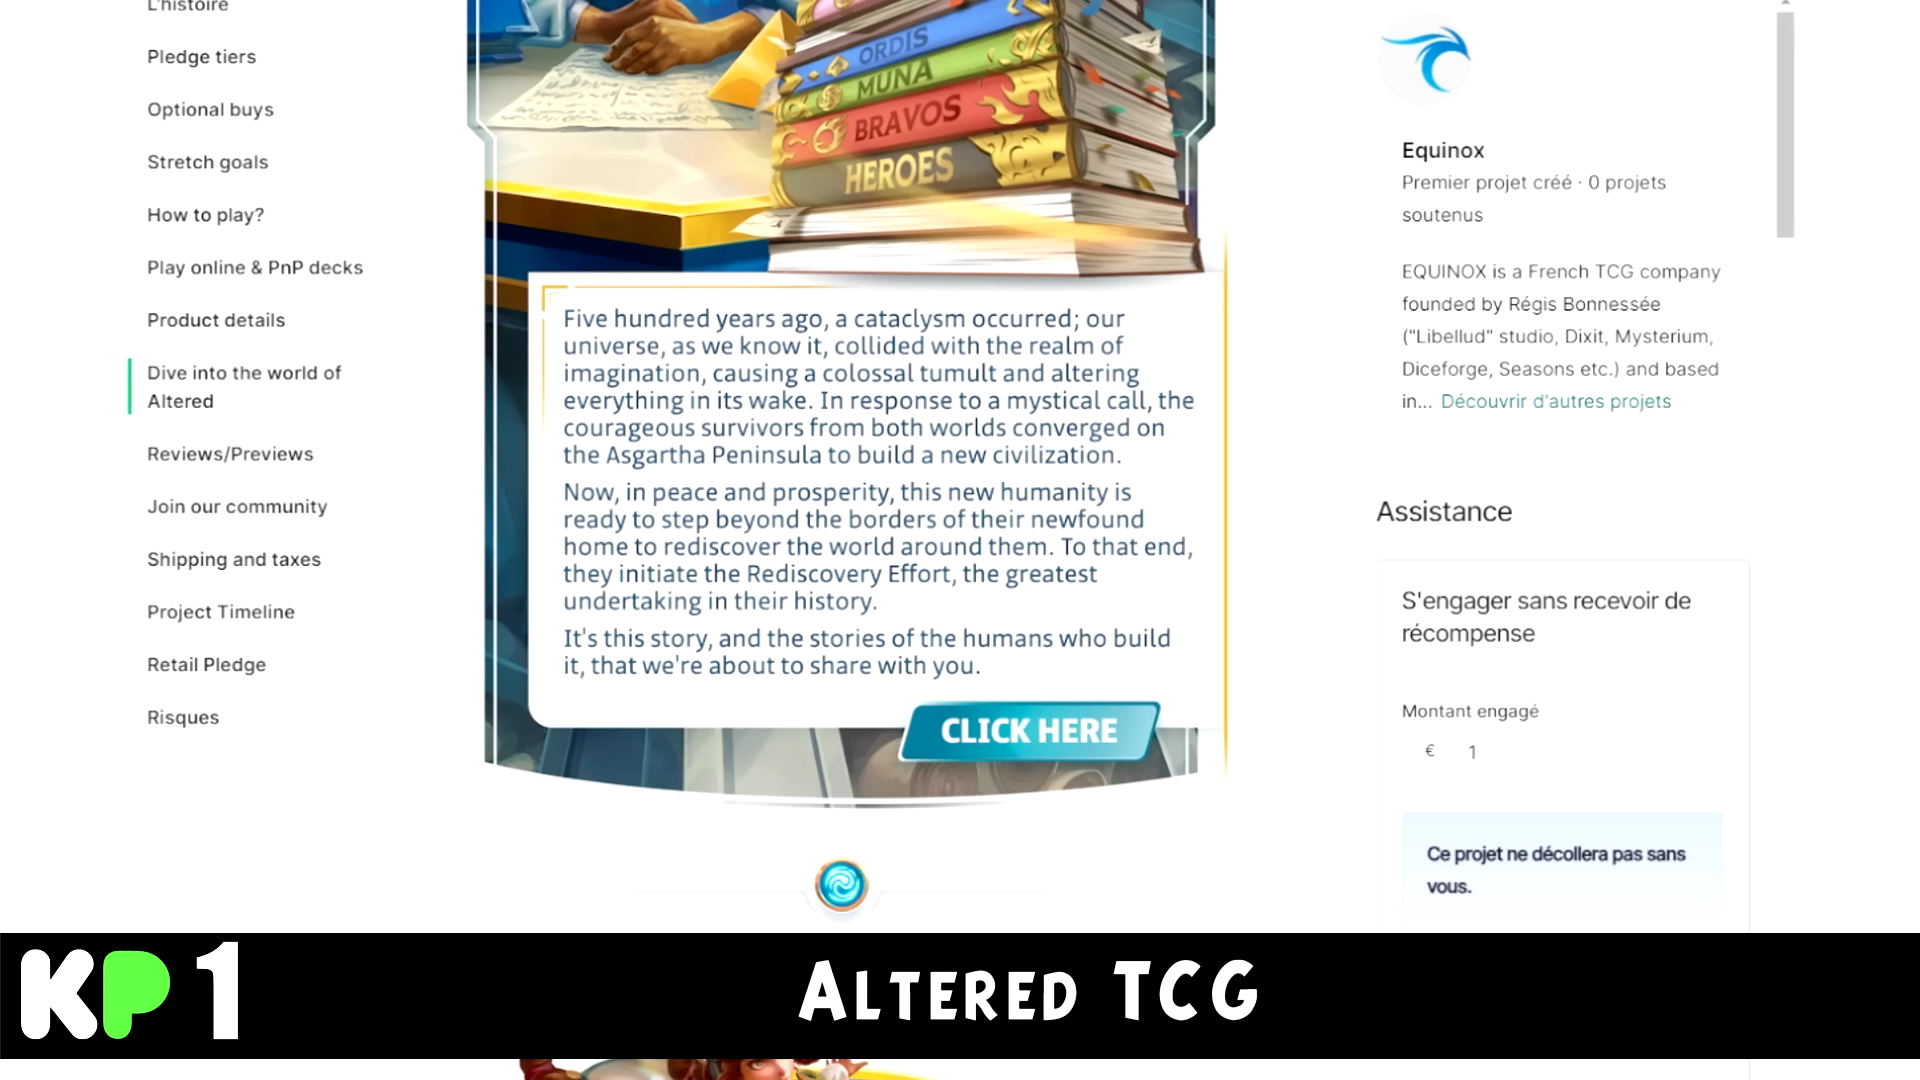 L'histoire
Pledge tiers
Optional buys
Stretch goals
How to play?
Play online & PnP decks
Product details
Dive into the world of
Altered
Reviews/Previews
Join our community
Shipping and taxes
Project Timeline
Retail Pledge
Risques
ORDIS
MUNA
BRAVOS
HEROES
Five hundred years ago, a cataclysm occurred; our
universe, as we know it, collided with the realm of
imagination, causing a colossal tumult and altering
everything in its wake. In response to a mystical call, the
courageous survivors from both worlds converged on
the Asgartha Peninsula to build a new civilization.
Now, in peace and prosperity, this new humanity is
ready to step beyond the borders of their newfound
home to rediscover the world around them. To that end,
they initiate the Rediscovery Effort, the greatest
undertaking in their history.
It's this story, and the stories of the humans who build
it, that we're about to share with you.
CLICK HERE
Equinox
Premier projet créé · 0 projets
soutenus
EQUINOX is a French TCG company
founded by Régis Bonnessée
("Libellud" studio, Dixit, Mysterium,
Diceforge, Seasons etc.) and based
in... Découvrir d'autres projets
Assistance
S'engager sans recevoir de
récompense
Montant engagé
€ 1
Ce projet ne décollera pas sans
vous.
KP 1
ALTERED TCG